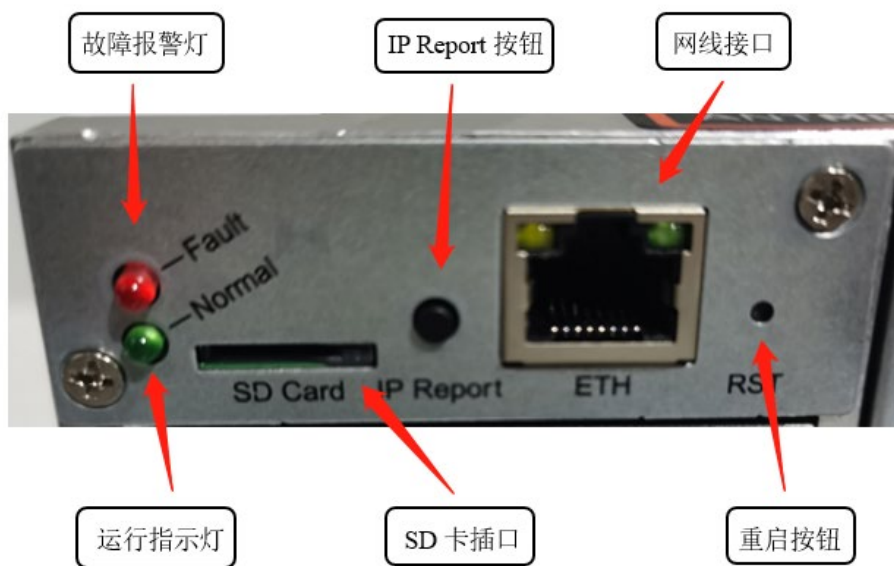 故障报警灯
IP Report 按钮
网线接口
Fault
Normal
SD Card
IP Report
ETH
RST
运行指示灯
SD 卡插口
重启按钮